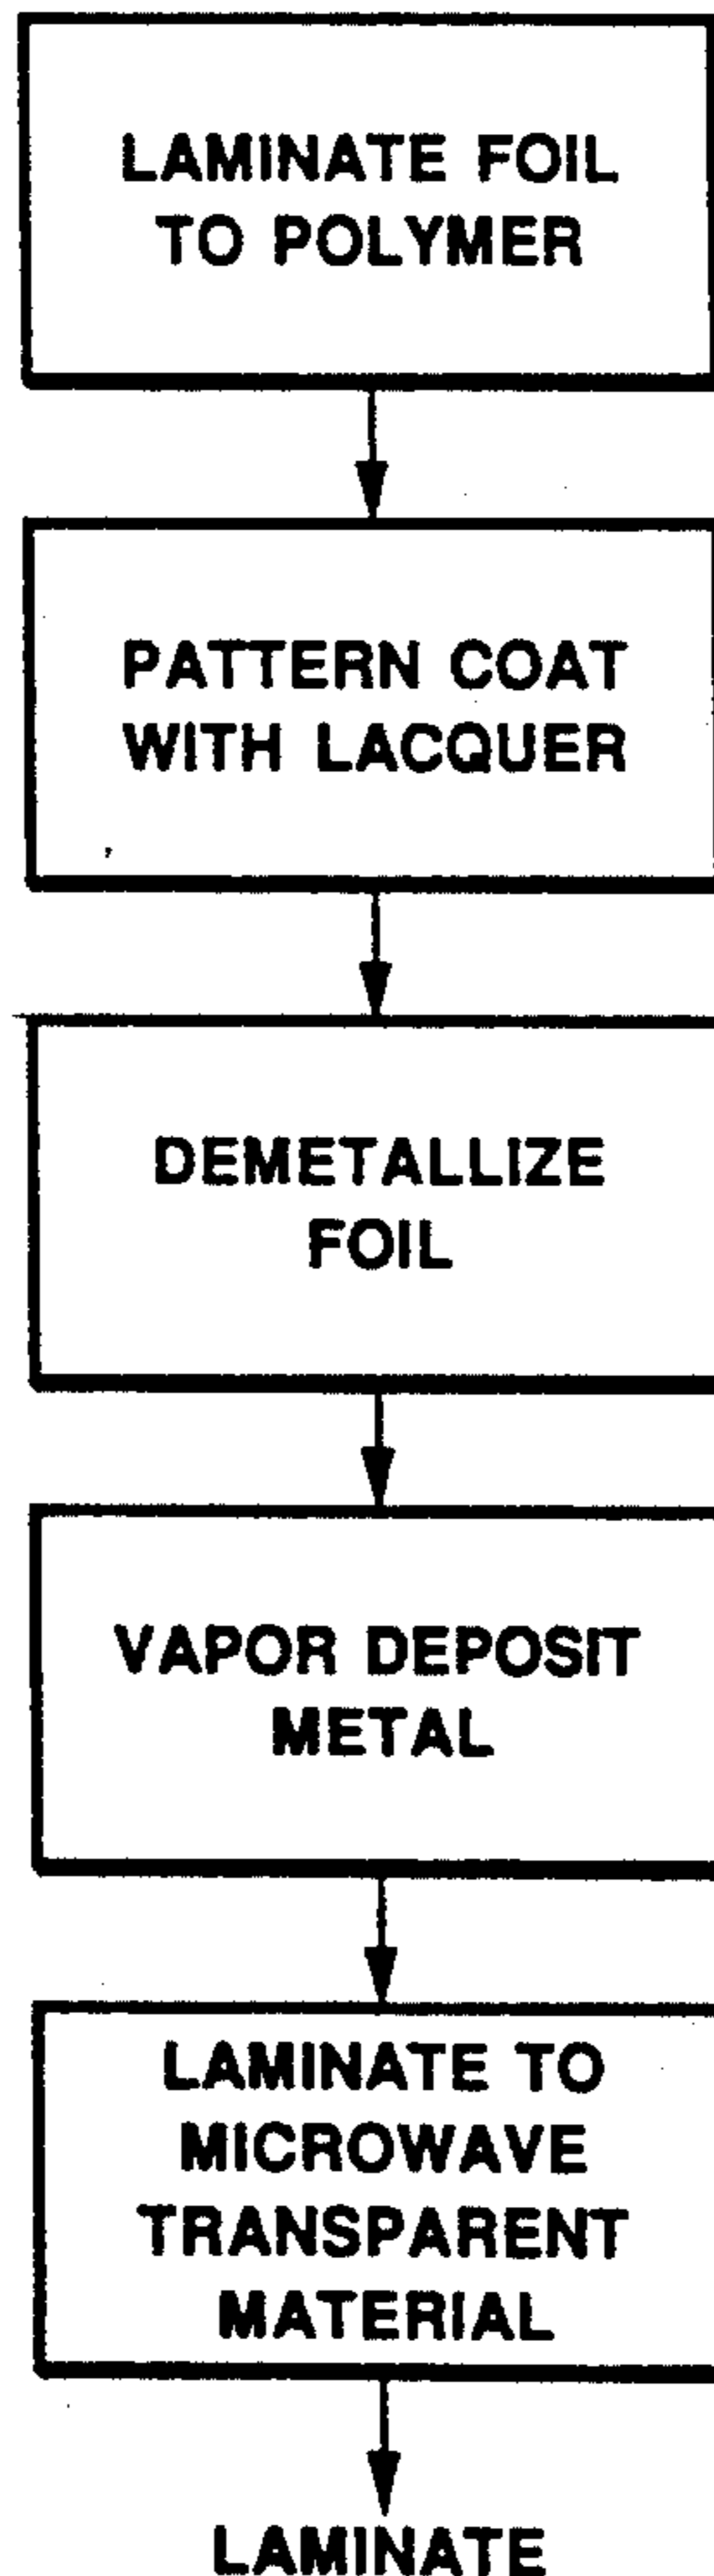 LAMINATE FOIL
TO POLYMER
PATTERN COAT
WITH LACQUER
DEMETALLIZE
FOIL
VAPOR DEPOSIT
METAL
LAMINATE TO
MICROWAVE
TRANSPARENT
MATERIAL
LAMINATE